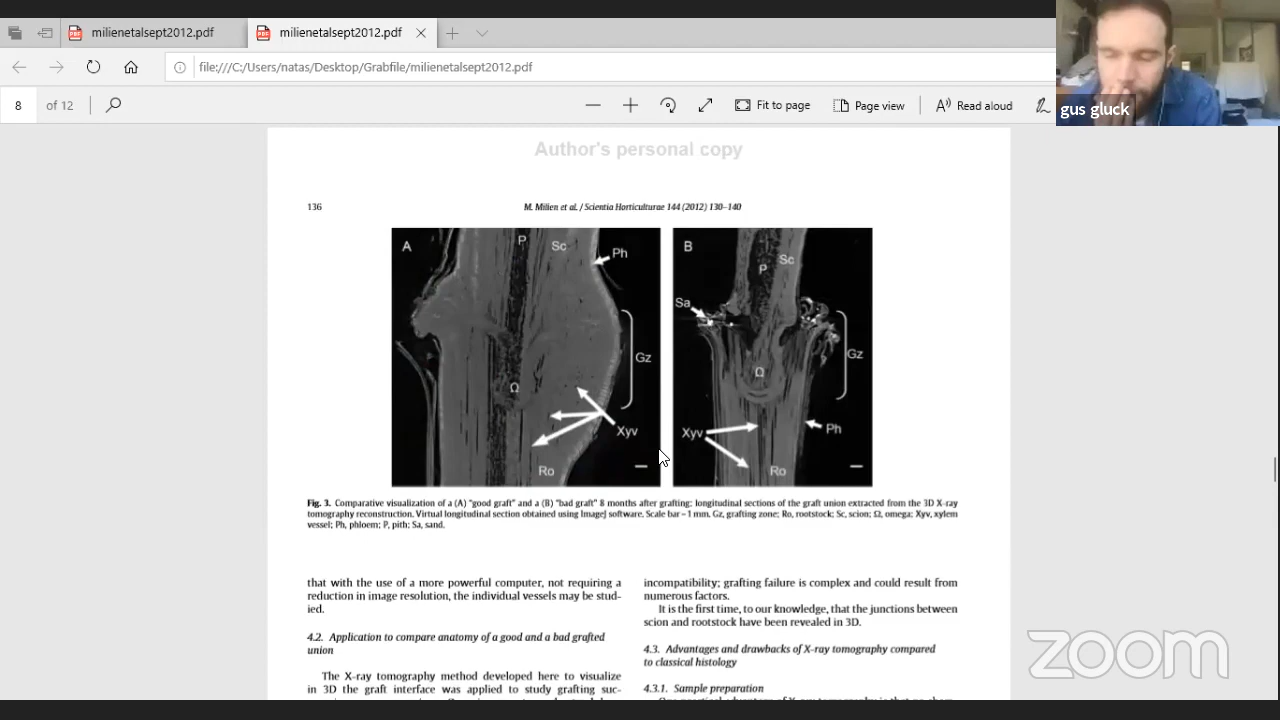 milienetalsept2012.pdf
milienetalsept2012.pdf
file:///C:/Users/natas/Desktop/Grabfile/milienetalsept2012.pdf
8 of 12
Fit to page
Page view
Read aloud
gus gluck
Author's personal copy
136
M. Milien et al. / Scientia Horticulturae 144 (2012) 130–140
A
P
Sc
Ph
Gz
Ω
Xyv
Ro
B
P
Sc
Sa
Gz
Ω
Xyv
Ph
Ro
Fig. 3. Comparative visualization of a (A) "good graft" and a (B) "bad graft" 8 months after grafting; longitudinal sections of the graft union extracted from the 3D X-ray
tomography reconstruction. Virtual longitudinal section obtained using ImageJ software. Scale bar = 1 mm. Gz, grafting zone; Ro, rootstock; Sc, scion; Ω, omega; Xyv, xylem
vessel; Ph, phloem; P, pith; Sa, sand.
that with the use of a more powerful computer, not requiring a
reduction in image resolution, the individual vessels may be stud-
ied.
4.2. Application to compare anatomy of a good and a bad grafted
union
The X-ray tomography method developed here to visualize
in 3D the graft interface was applied to study grafting suc-
incompatibility; grafting failure is complex and could result from
numerous factors.
It is the first time, to our knowledge, that the junctions between
scion and rootstock have been revealed in 3D.
4.3. Advantages and drawbacks of X-ray tomography compared
to classical histology
4.3.1. Sample preparation
zoom